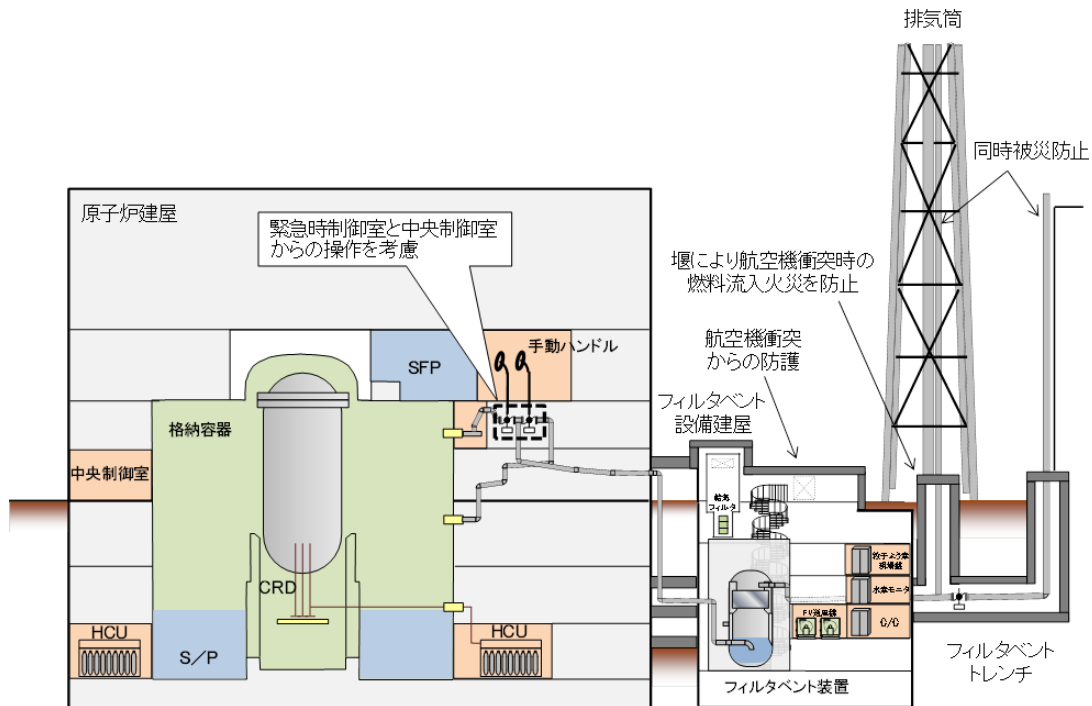 排気筒
同時被災防止
原子炉建屋
緊急時制御室と中央制御室
からの操作を考慮
堰により航空機衝突時の
燃料流入火災を防止
手動ハンドル
SFP
航空機衝突
からの防護
フィルタベント
設備建屋
格納容器
中央制御室
給気
フィルタ
CRD
水素モニタ
C/C
HCU
HCU
S/P
フィルタベント装置
フィルタベント
トレンチ